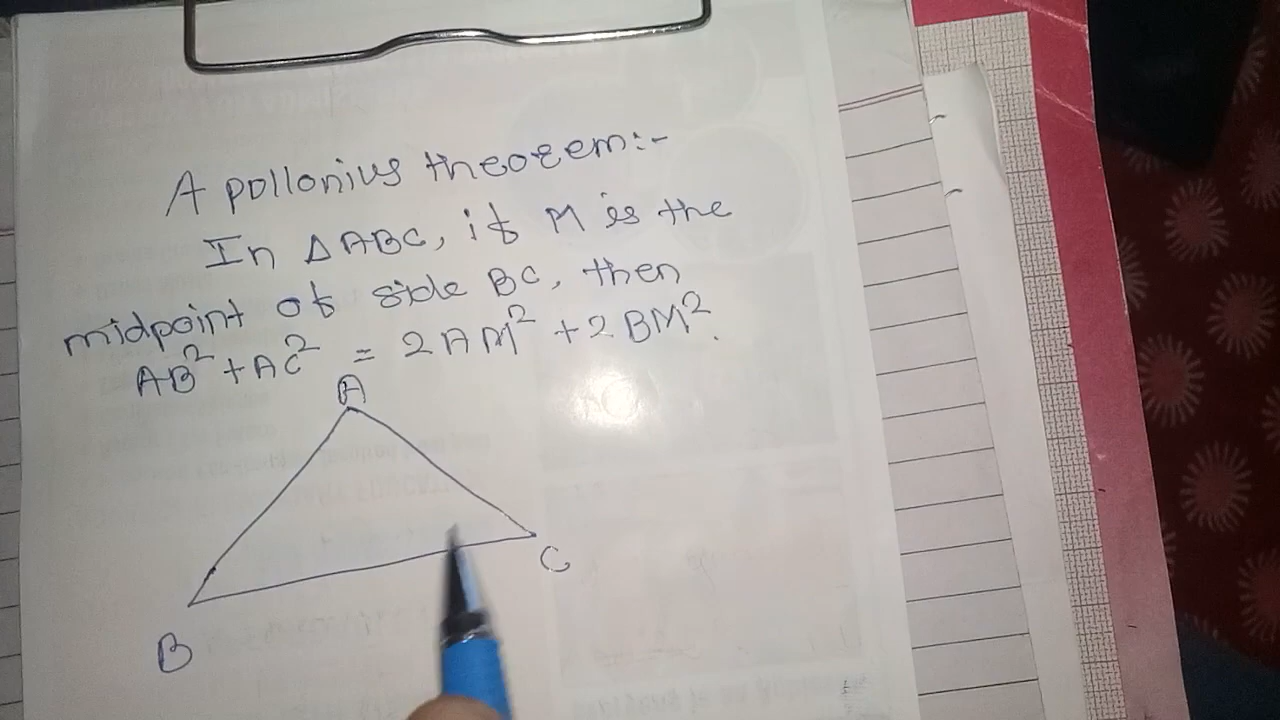 Apollonius theorem:-
In ΔABC, if M is the
midpoint of side BC, then
AB² + AC² = 2AM² + 2BM².
A
C
B